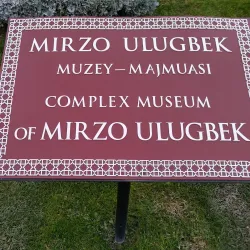 MIRZO ULUGBEK
MUZEY–MAJMUASI
COMPLEX MUSEUM
OF MIRZO ULUGBEK